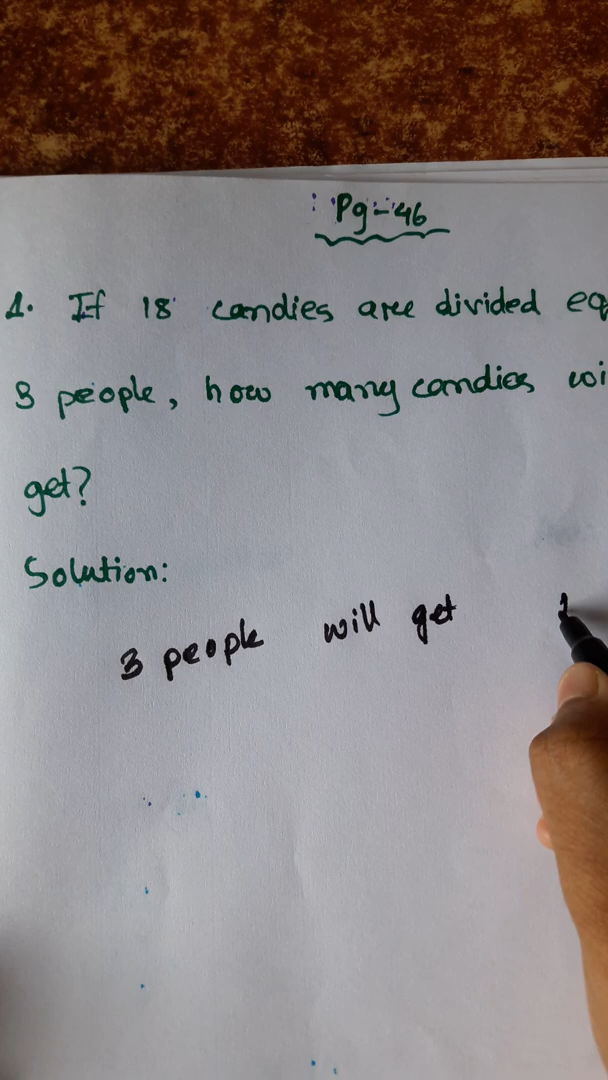 Pg-46
1. If 18 candies are divided eq
3 people, how many candies wi
get?
Solution:
3 people will get 1